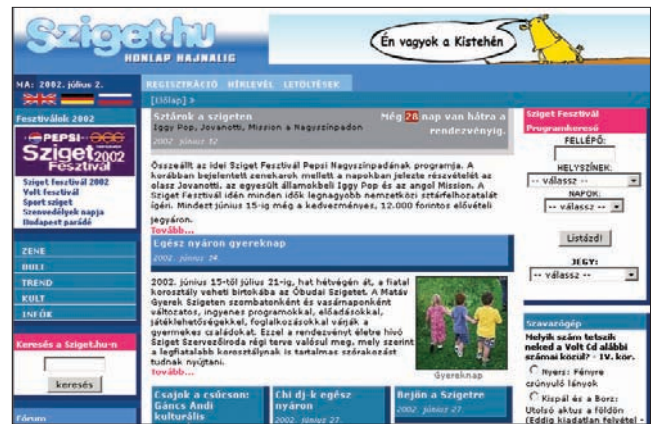 Sziget.hu
HONLAP HAJNALIG
Én vagyok a Kistehén
MA: 2002. július 2.
REGISZTRÁCIÓ HÍRLEVÉL LETÖLTÉSEK
[Előlap] »
Fesztiválok 2002
PEPSI
Sziget 2002
Fesztivál
Sziget fesztivál 2002
Volt fesztivál
Sport sziget
Szenvedélyek napja
Budapest parádé
ZENE
BULI
TREND
KULT
INFÓK
Keresés a Sziget.hu-n
keresés
Fórum
Sztárok a szigeten
Iggy Pop, Jovanotti, Mission a Nagyszínpadon
2002. június 12
Még 28 nap van hátra a
rendezvényig.
Összeállt az idei Sziget Fesztivál Pepsi Nagyszínpadának programja. A
korábban bejelentett zenekarok mellett a napokban jelezte részvételét az
olasz Jovanotti, az egyesült államokbeli Iggy Pop és az angol Mission. A
Sziget Fesztivál idén minden idők legnagyobb nemzetközi sztárfelhozatalát
ígéri. Mindezt június 15-ig még a kedvezményes, 12.000 forintos elővételi
jegyáron.
Tovább...
Egész nyáron gyereknap
2002. június 14.
2002. június 15-től július 21-ig, hat hétvégén át, a fiatal
korosztály veheti birtokába az Óbudai Szigetet. A Matáv
Gyerek Szigeten szombatonként és vasárnaponként
változatos, ingyenes programokkal, előadásokkal,
játéklehetőségekkel, foglalkozásokkal várják a
gyermekes családokat. Ezzel a rendezvényt életre hívó
Sziget Szervezőiroda régi terve valósul meg, mely szerint
a legfiatalabb korosztálynak is tartalmas szórakozást
tudnak nyújtani.
Tovább...
Gyereknap
Csajok a csúcson:
Gáncs Andi
kulturális
Chi dj-k egész
nyáron
2002. június 27
Bejön a Szigetre
2002. június 27.
Sziget Fesztivál
Programkereső
FELLÉPŐ:
HELYSZÍNEK:
-- válassz --
NAPOK:
-- válassz --
Listázd!
JEGY:
-- válassz --
Szavazógép
Melyik szám tetszik
neked a Volt Cd alábbi
számai közül? - IV. kör.
Nyers: Fényre
crúnyuló lányok
Kispál és a Borz:
Utolsó aktus a földön
(Eddig kiadatlan felvétel -